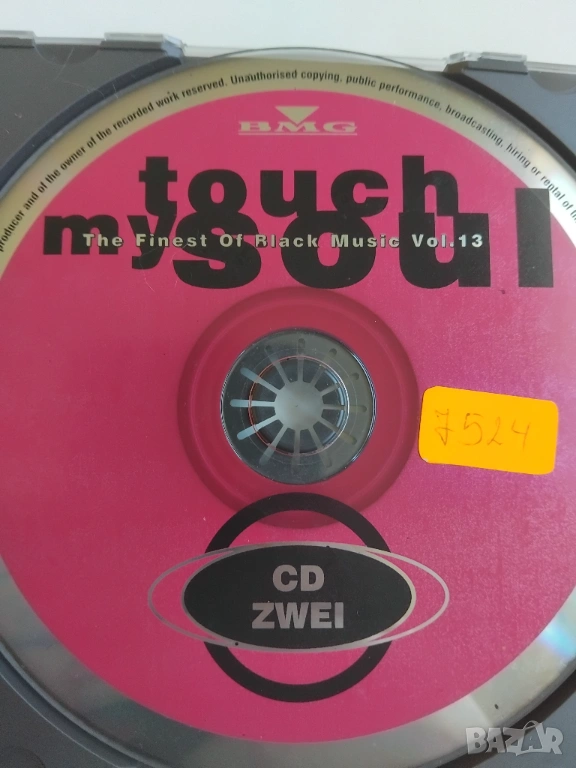 producer and of the owner of the recorded work reserved. Unauthorised copying, public performance, broadcasting, hiring or rental of
BMG
touch
my soul
The Finest Of Black Music Vol.13
7524
CD
ZWEI
BAZAR